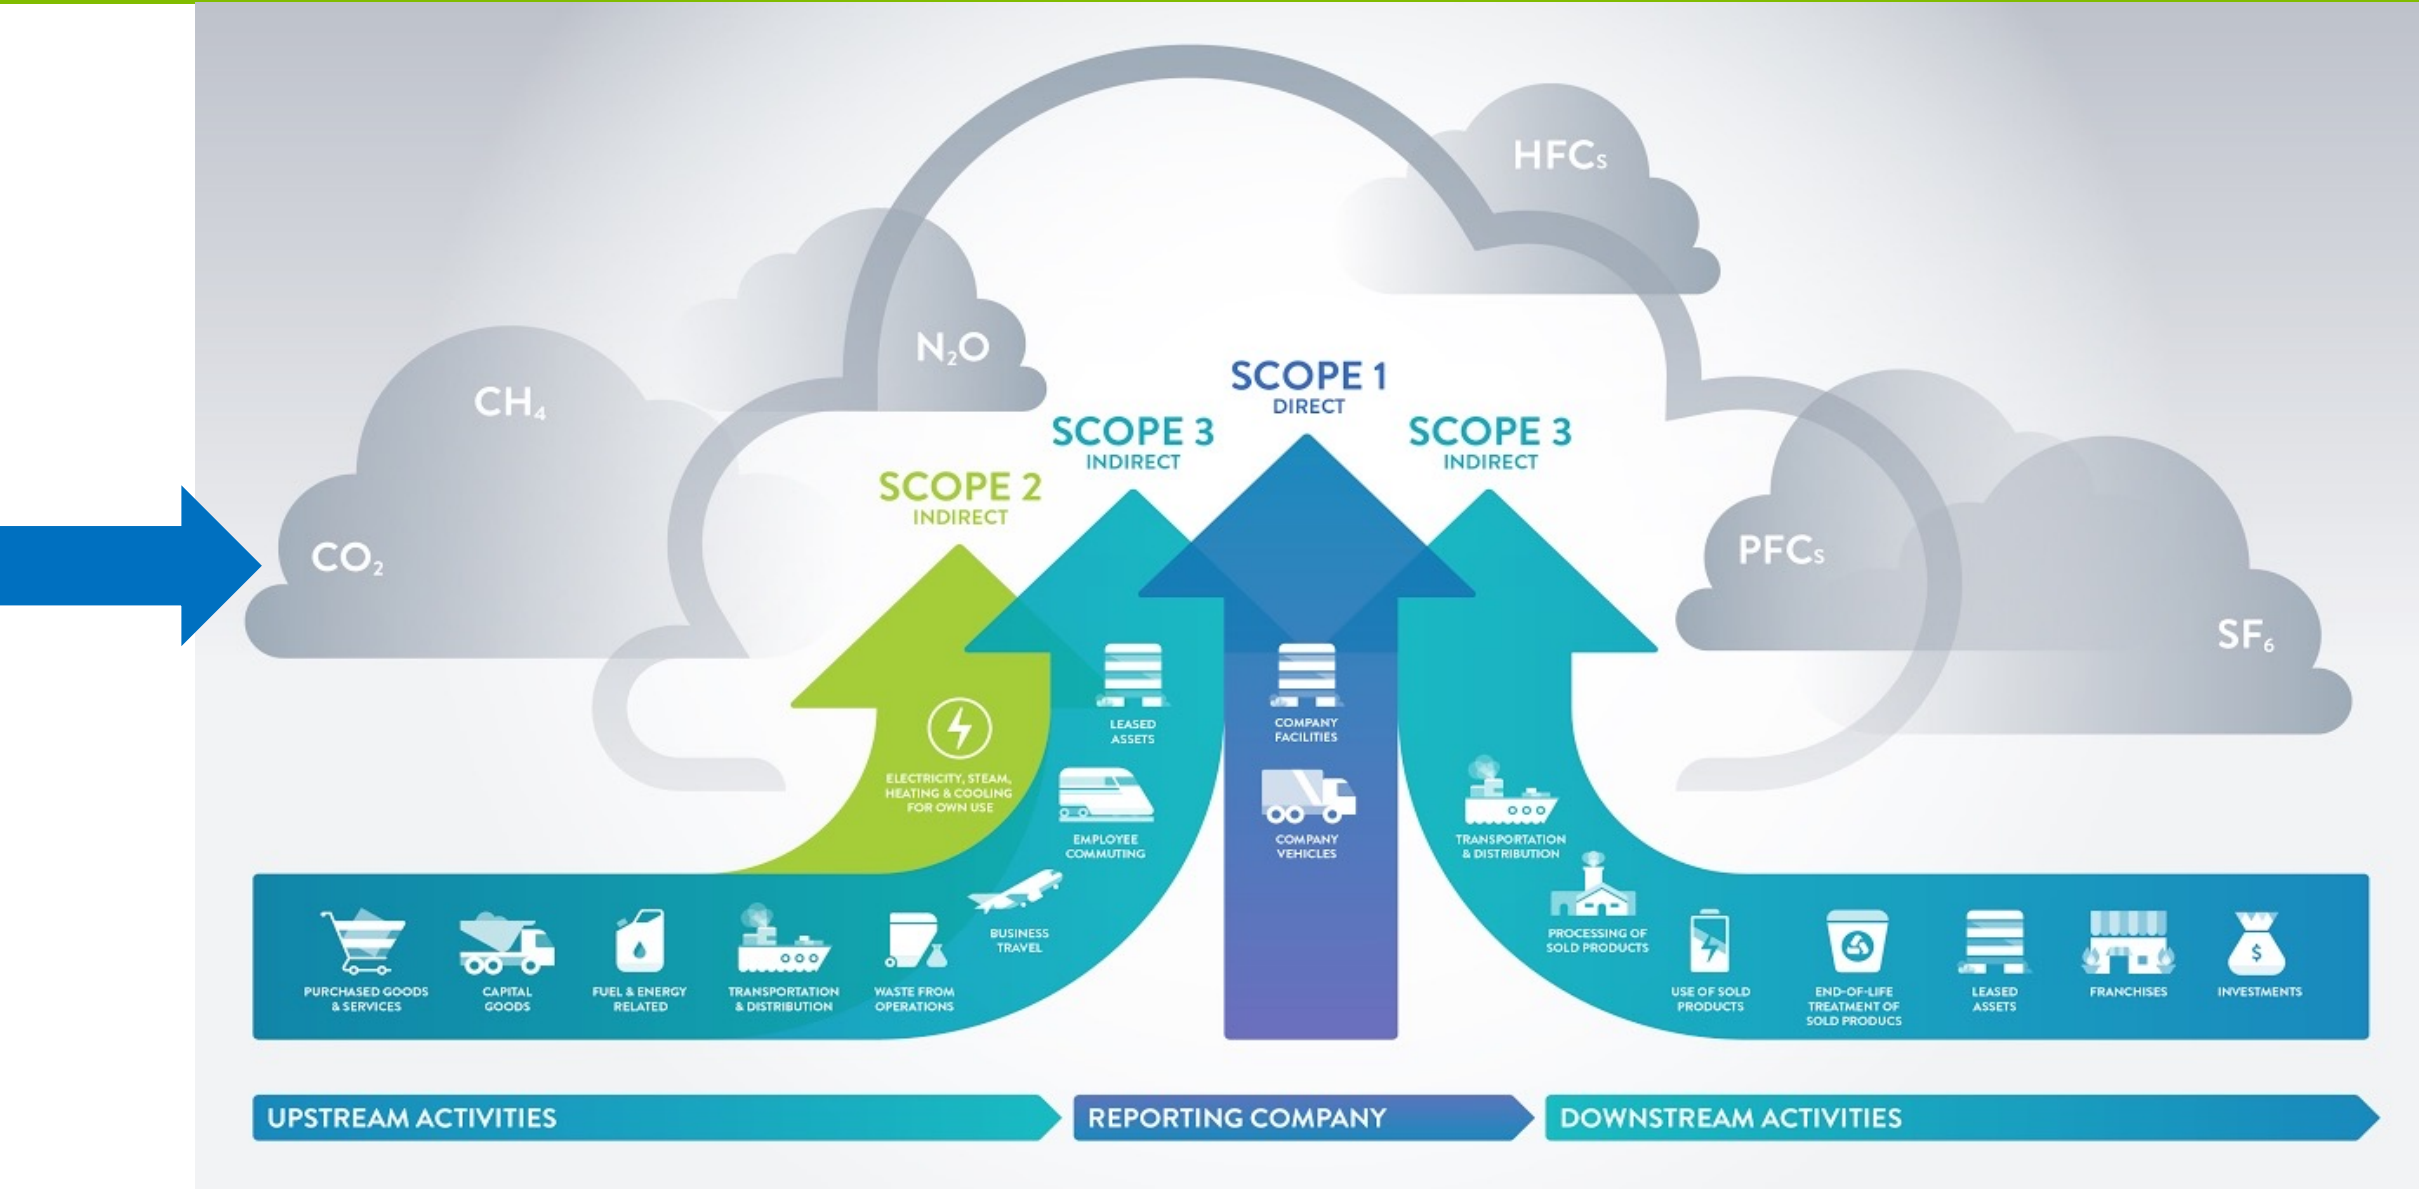 HFCs
N₂O
CH₄
CO₂
PFCs
SF₆
SCOPE 1
DIRECT
SCOPE 3
INDIRECT
SCOPE 3
INDIRECT
SCOPE 2
INDIRECT
ELECTRICITY, STEAM,
HEATING & COOLING
FOR OWN USE
LEASED
ASSETS
EMPLOYEE
COMMUTING
BUSINESS
TRAVEL
COMPANY
FACILITIES
COMPANY
VEHICLES
TRANSPORTATION
& DISTRIBUTION
PROCESSING OF
SOLD PRODUCTS
PURCHASED GOODS
& SERVICES
CAPITAL
GOODS
FUEL & ENERGY
RELATED
TRANSPORTATION
& DISTRIBUTION
WASTE FROM
OPERATIONS
USE OF SOLD
PRODUCTS
END-OF-LIFE
TREATMENT OF
SOLD PRODUCS
LEASED
ASSETS
FRANCHISES
$
INVESTMENTS
UPSTREAM ACTIVITIES
REPORTING COMPANY
DOWNSTREAM ACTIVITIES